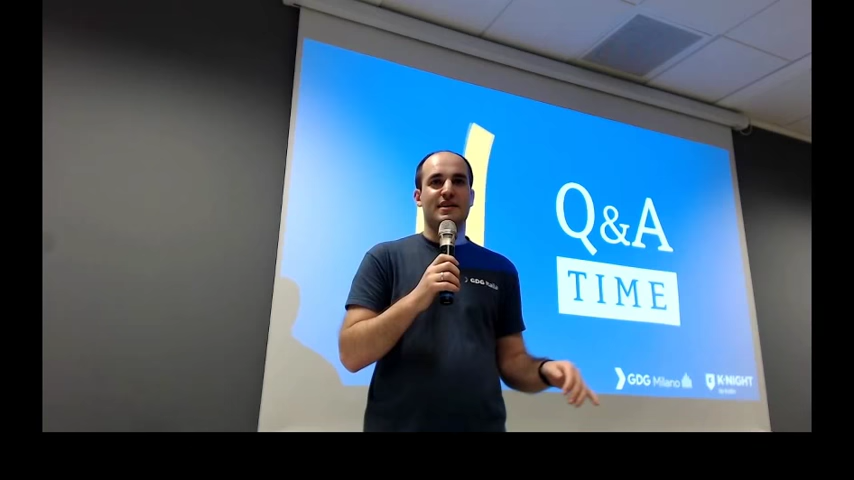 Q&A
TIME
GDG Italia
GDG Milano
K-NIGHT